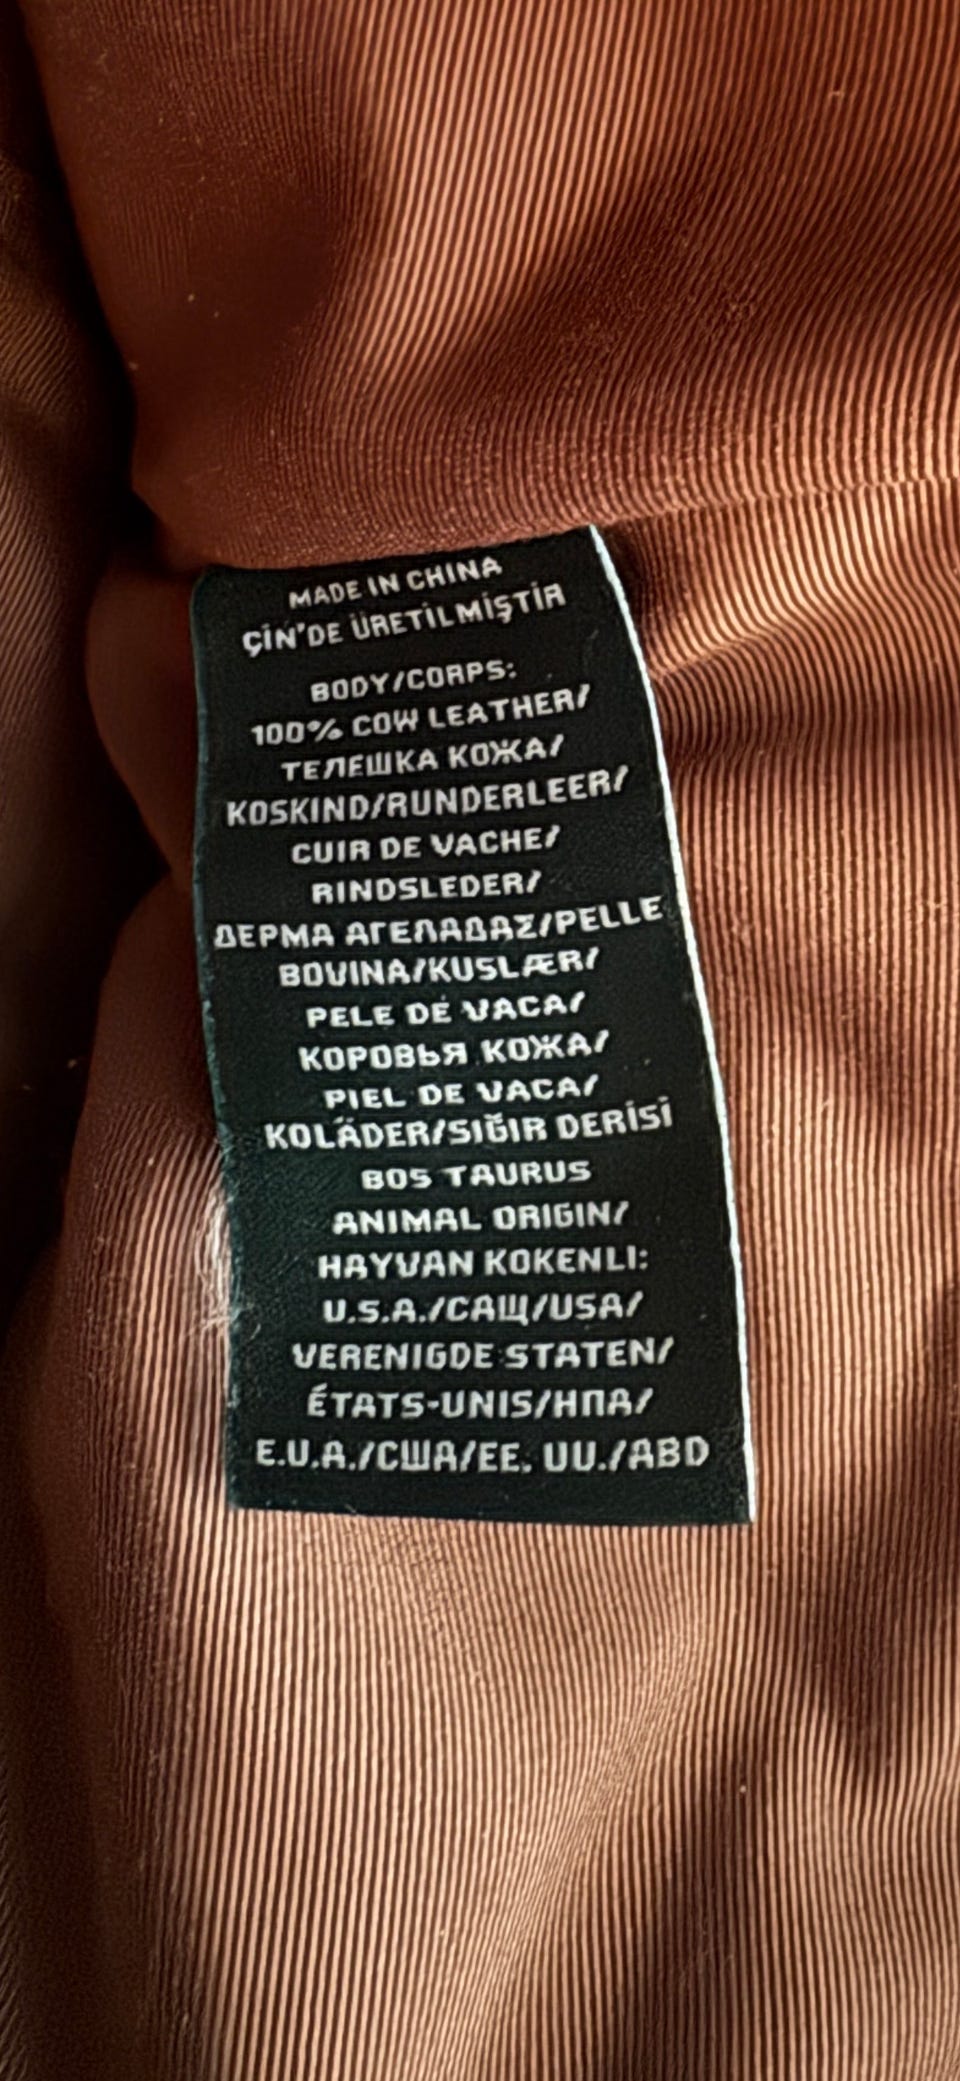 MADE IN CHINA
ÇİN'DE ÜRETİLMİŞTİR
BODY/CORPS:
100% COW LEATHER/
ТЕЛЕШКА КОЖА/
KOSKIND/RUNDERLEER/
CUIR DE VACHE/
RINDSLEDER/
ΔΕΡΜΑ ΑΓΕΛΑΔΑΣ/PELLE
BOVINA/KUSLÆR/
PELE DE VACA/
КОРОВЬЯ КОЖА/
PIEL DE VACA/
KOLÄDER/SIĞIR DERİSİ
BOS TAURUS
ANIMAL ORIGIN/
HAYVAN KOKENLI:
U.S.A./САЩ/USA/
VERENIGDE STATEN/
ÉTATS-UNIS/ΗΠΑ/
E.U.A./США/EE. UU./ABD